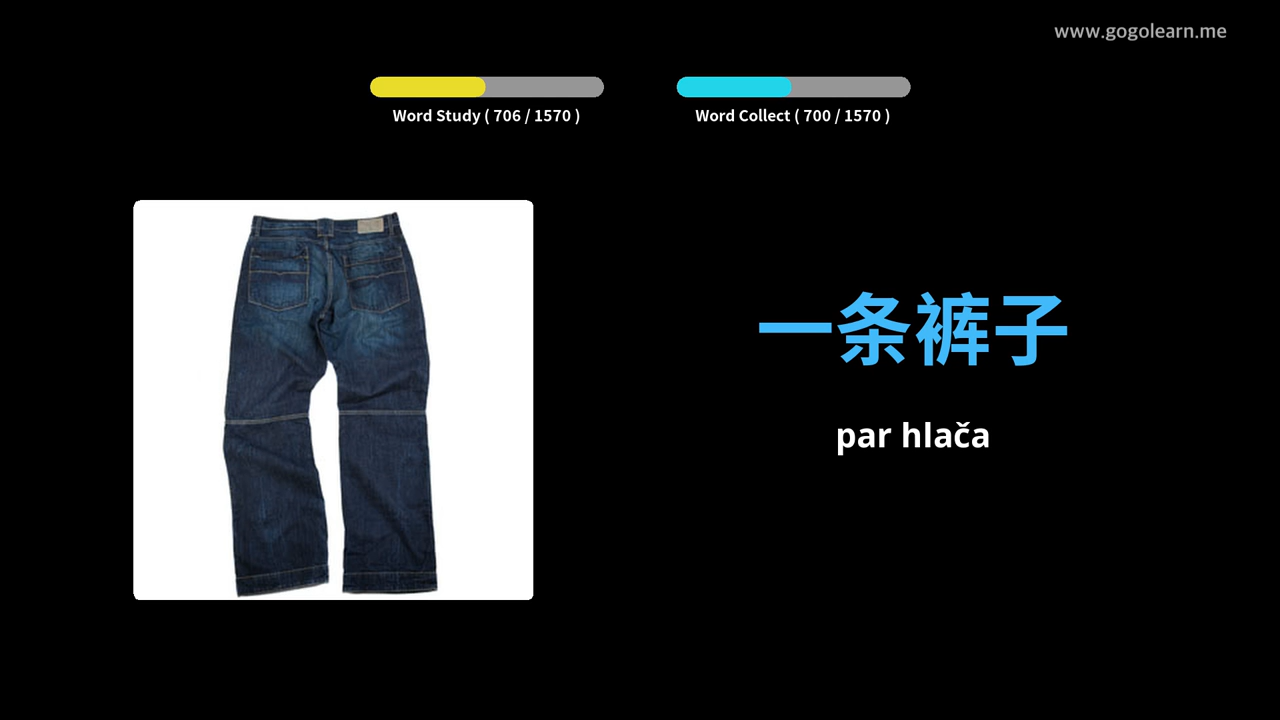 www.gogolearn.me
Word Study ( 706 / 1570 )
Word Collect ( 700 / 1570 )
一条裤子
par hlača